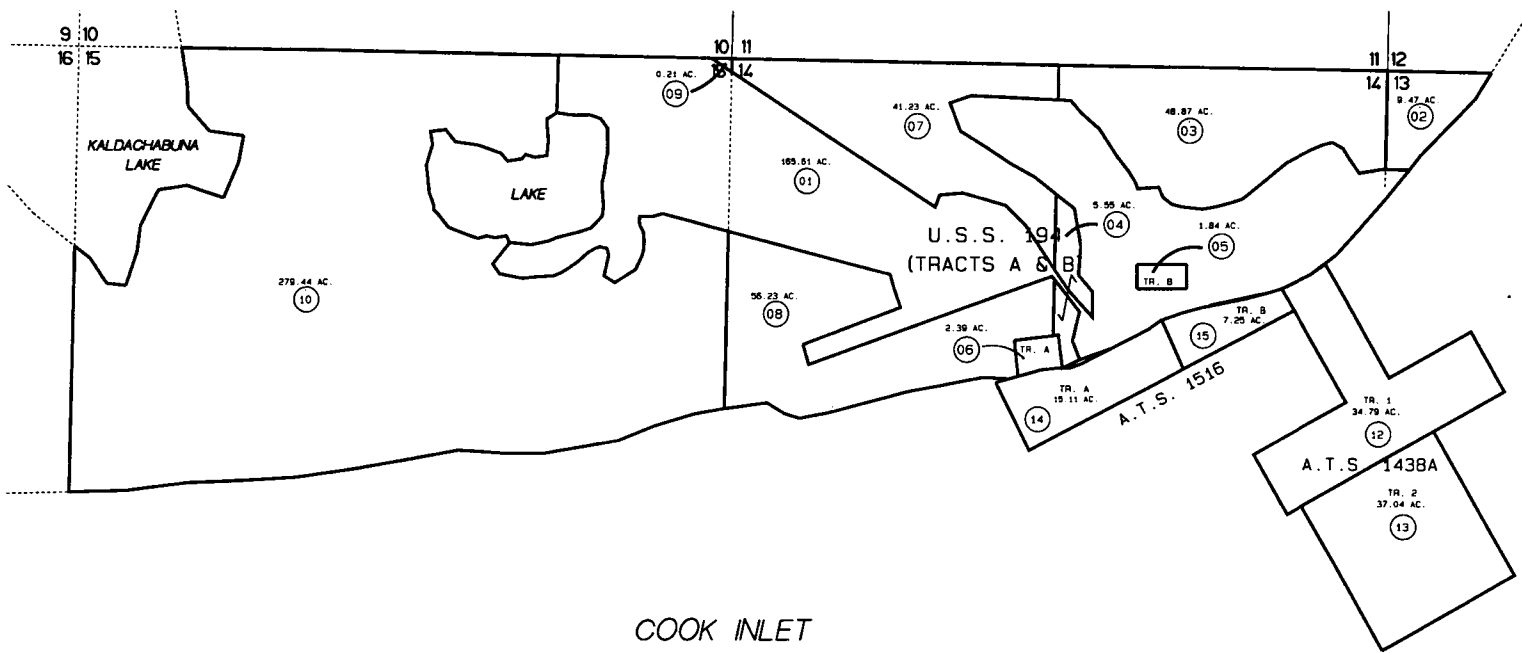 9 10
16 15
10 11
15 14
11 12
14 13
0.21 AC.
09
41.23 AC.
07
46.87 AC.
03
9.47 AC.
02
KALDACHABUNA
LAKE
LAKE
165.61 AC.
01
U.S.S. 194
(TRACTS A & B
5.55 AC.
04
1.84 AC.
05
TR. B
279.44 AC.
10
56.23 AC.
08
2.39 AC.
06
TR. A
TR. B
7.25 AC.
15
TR. A
15.11 AC.
14
A.T.S. 1516
TR. 1
34.79 AC.
12
A.T.S. 1438A
TR. 2
37.04 AC.
13
COOK INLET